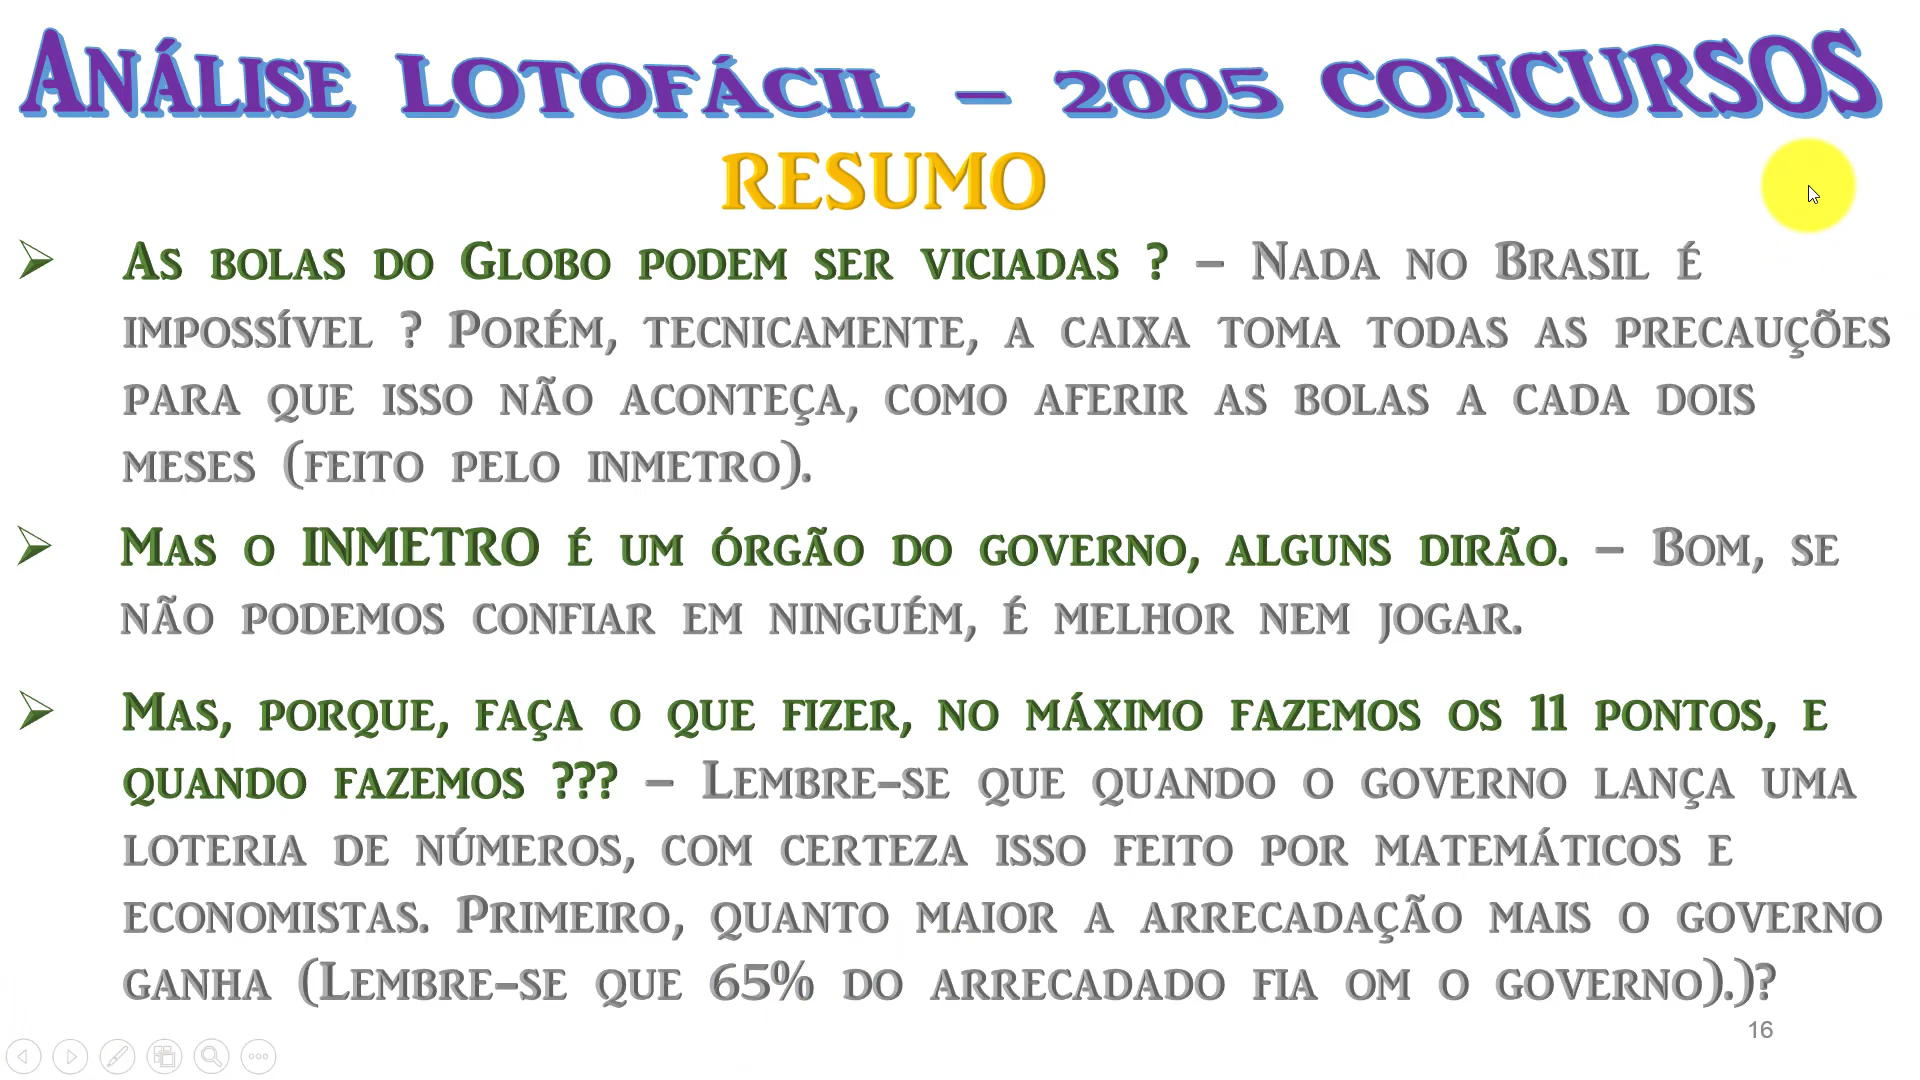 Análise Lotofácil – 2005 concursos
RESUMO
As bolas do Globo podem ser viciadas ? – Nada no Brasil é
impossível ? Porém, tecnicamente, a caixa toma todas as precauções
para que isso não aconteça, como aferir as bolas a cada dois
meses (feito pelo inmetro).
Mas o INMETRO é um órgão do governo, alguns dirão. – Bom, se
não podemos confiar em ninguém, é melhor nem jogar.
Mas, porque, faça o que fizer, no máximo fazemos os 11 pontos, e
quando fazemos ??? – Lembre-se que quando o governo lança uma
loteria de números, com certeza isso feito por matemáticos e
economistas. Primeiro, quanto maior a arrecadação mais o governo
ganha (Lembre-se que 65% do arrecadado fia om o governo).)?
16